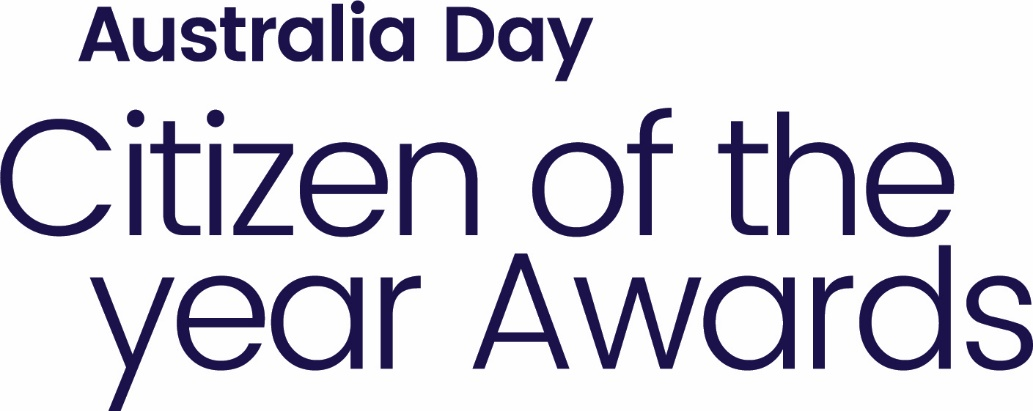 Australia Day
Citizen of the
year Awards